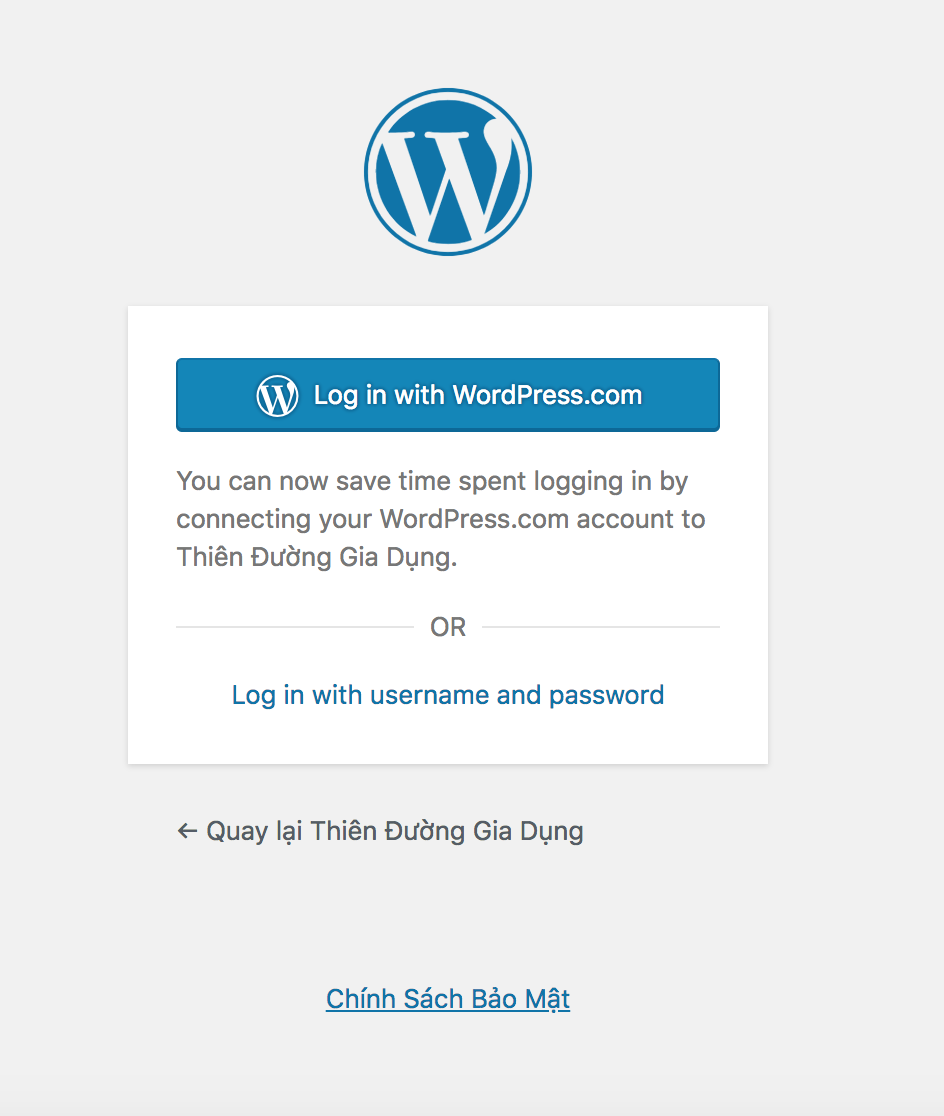 Log in with WordPress.com
You can now save time spent logging in by
connecting your WordPress.com account to
Thiên Đường Gia Dụng.
OR
Log in with username and password
← Quay lại Thiên Đường Gia Dụng
Chính Sách Bảo Mật